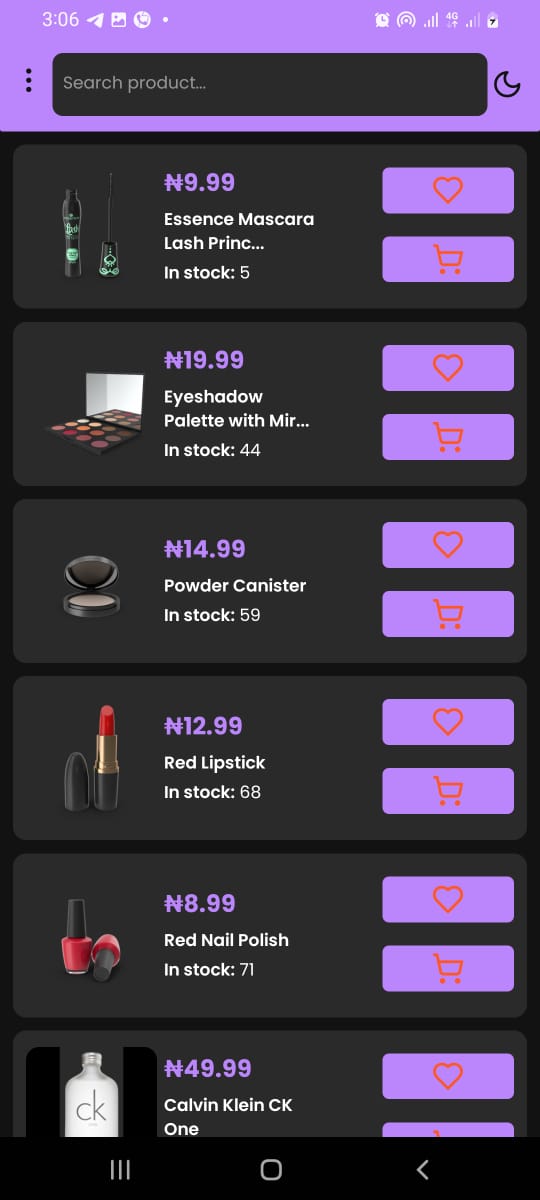 3:06
4G
Search product...
₦9.99
Essence Mascara
Lash Princ...
In stock: 5
₦19.99
Eyeshadow
Palette with Mir...
In stock: 44
₦14.99
Powder Canister
In stock: 59
₦12.99
Red Lipstick
In stock: 68
₦8.99
Red Nail Polish
In stock: 71
ck
₦49.99
Calvin Klein CK
One